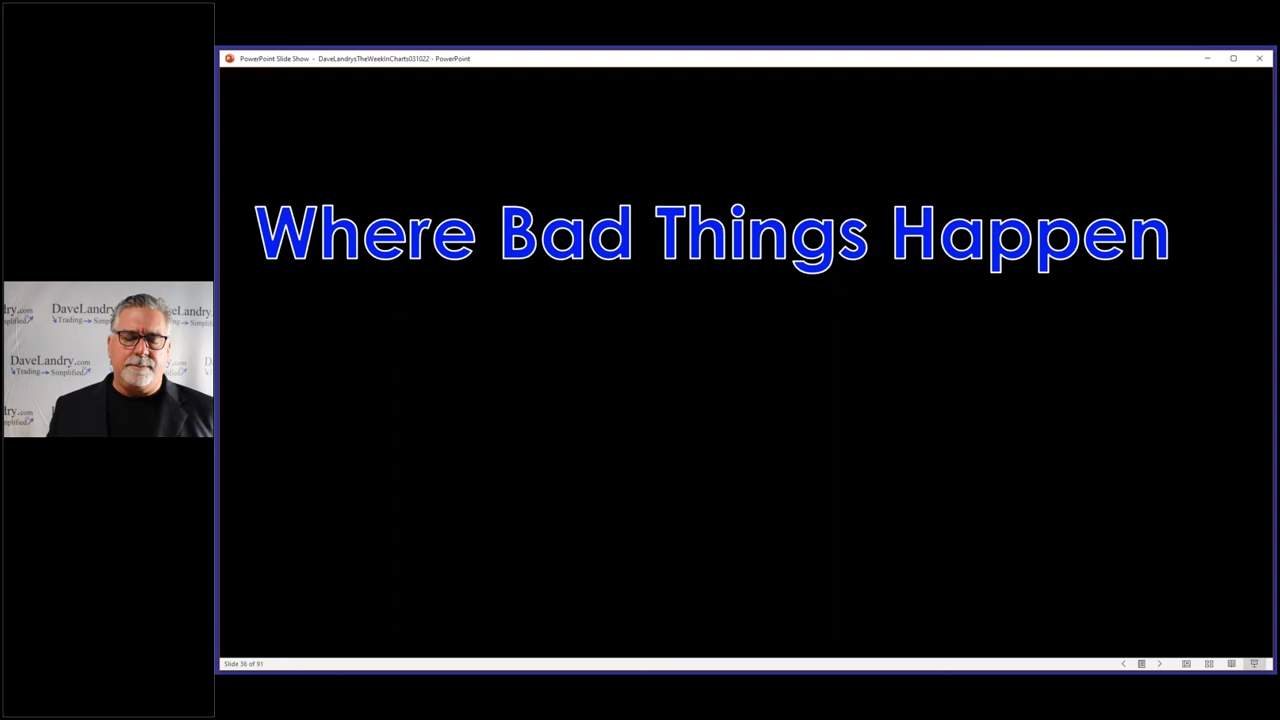 PowerPoint Slide Show - DaveLandrysTheWeekInCharts031022 - PowerPoint
Where Bad Things Happen
DaveLandry.com
Trading Simplified
DaveLandry.com
Trading Simplified
Slide 36 of 91